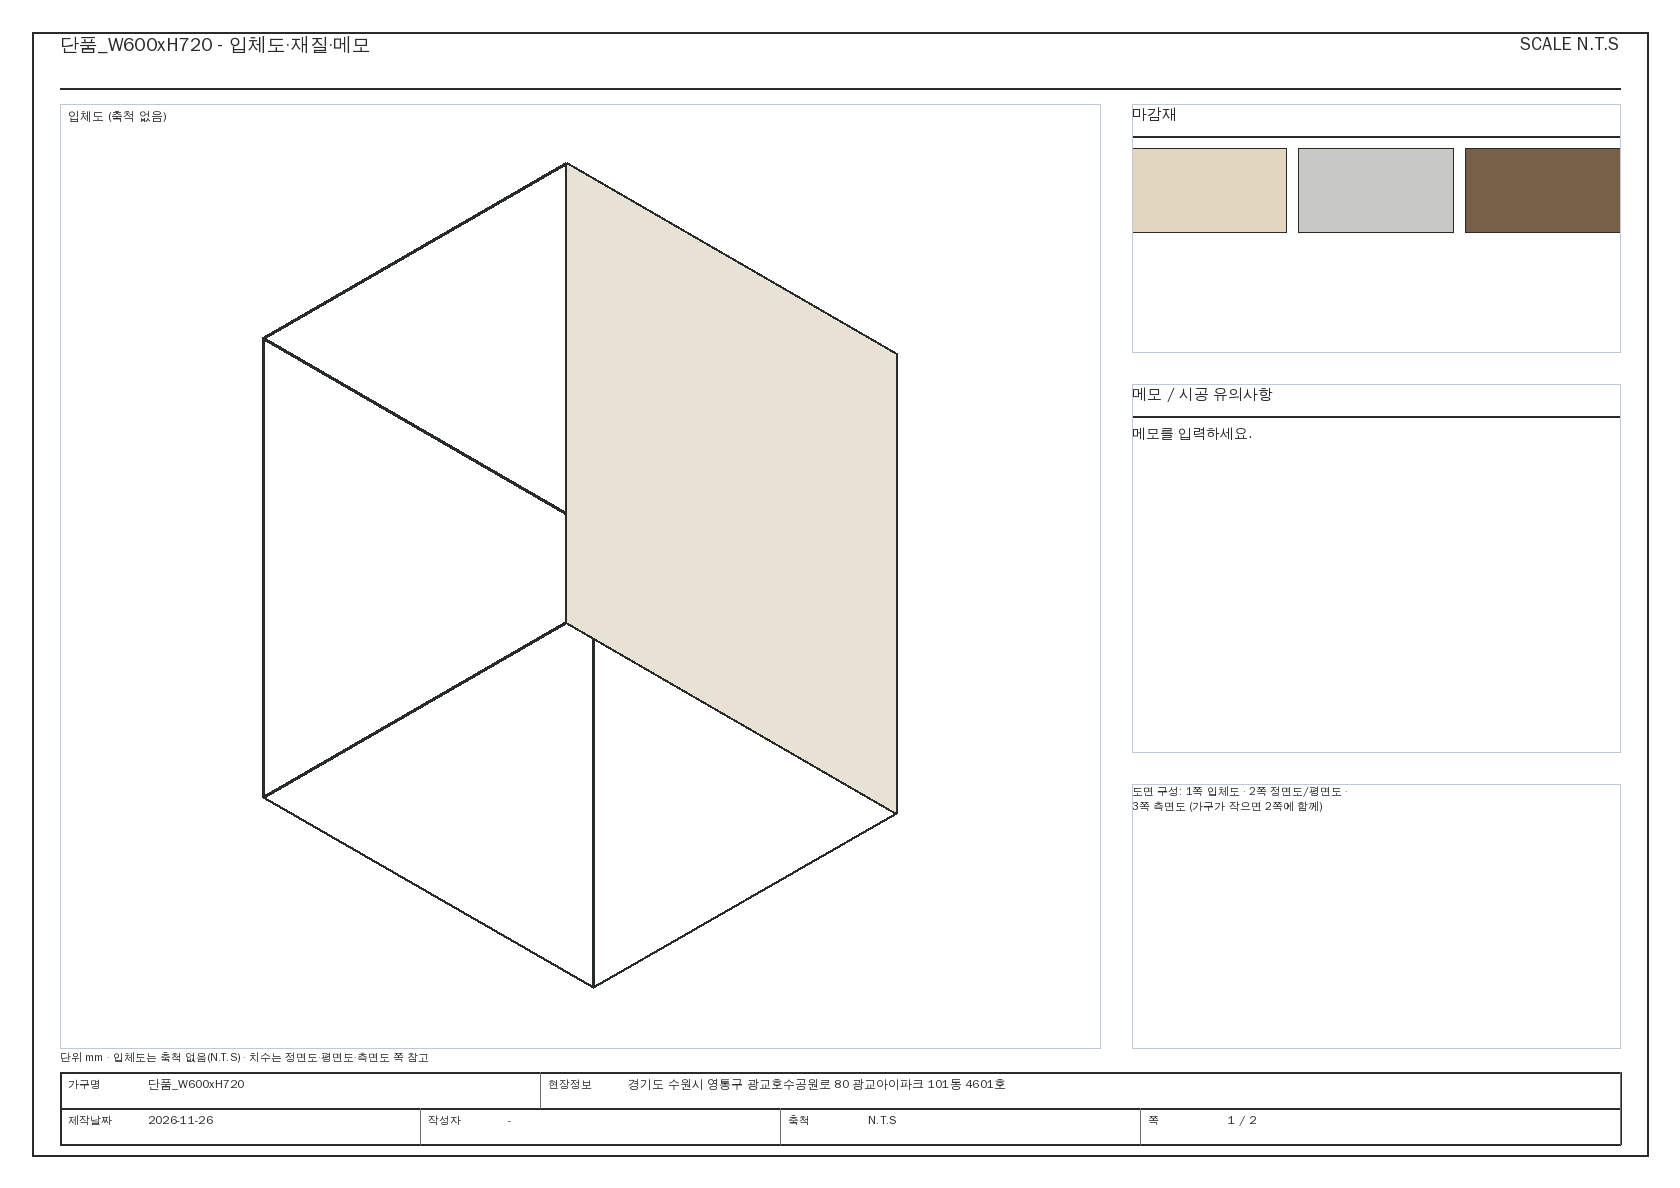 단품_W600xH720 - 입체도·재질·메모
SCALE N.T.S
입체도 (축척 없음)
마감재
메모 / 시공 유의사항
메모를 입력하세요.
도면 구성: 1쪽 입체도 · 2쪽 정면도/평면도 ·
3쪽 측면도 (가구가 작으면 2쪽에 함께)
단위 mm · 입체도는 축척 없음(N.T.S) · 치수는 정면도·평면도·측면도 쪽 참고
가구명 단품_W600xH720 현장정보 경기도 수원시 영통구 광교호수공원로 80 광교아이파크 101동 4601호
제작날짜 2026-11-26 작성자 - 축척 N.T.S 쪽 1 / 2